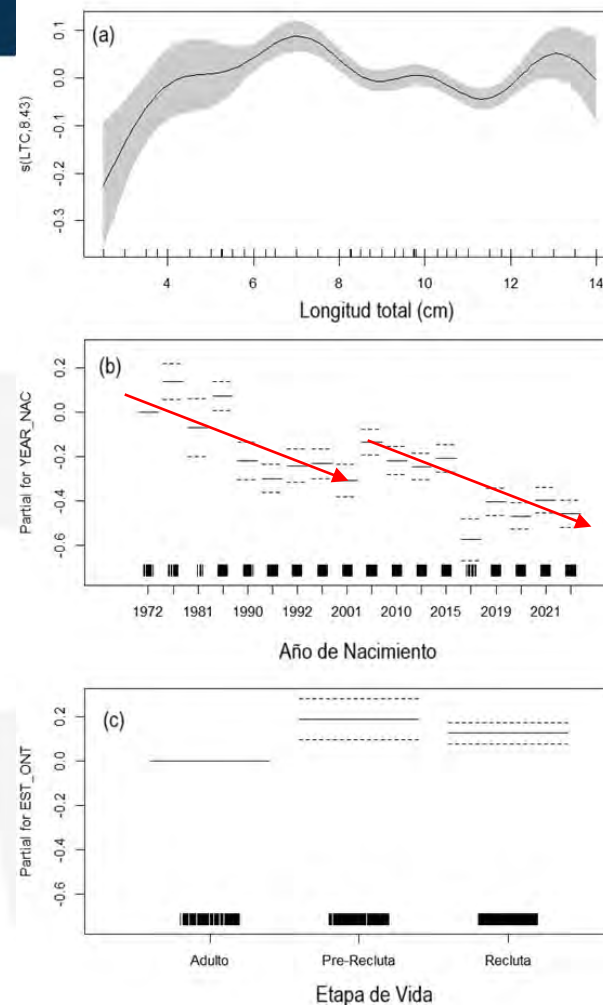 (a)
s(LTC,8.43)
0.1
0.0
-0.1
-0.2
-0.3
4 6 8 10 12 14
Longitud total (cm)
(b)
Partial for YEAR_NAC
0.2
0.0
-0.2
-0.4
-0.6
1972 1981 1990 1992 2001 2010 2015 2019 2021
Año de Nacimiento
(c)
Partial for EST_ONT
0.2
0.0
-0.2
-0.4
-0.6
Adulto Pre-Recluta Recluta
Etapa de Vida